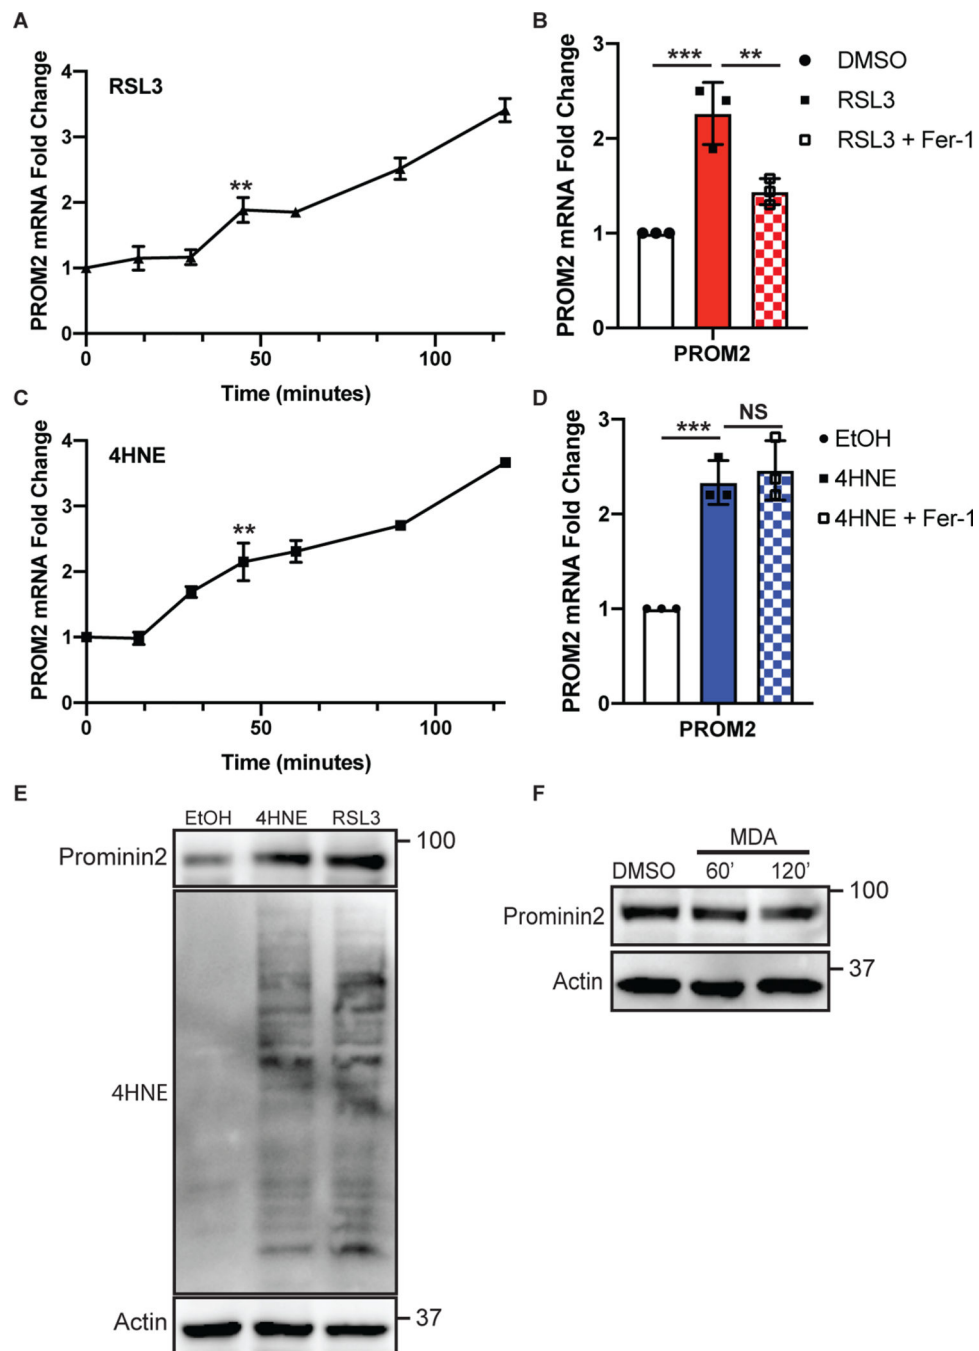 A
RSL3
PROM2 mRNA Fold Change
4
3
2
1
0
**
0
50
100
Time (minutes)
B
PROM2 mRNA Fold Change
3
2
1
0
***
**
PROM2
DMSO
RSL3
RSL3 + Fer-1
C
4HNE
PROM2 mRNA Fold Change
4
3
2
1
0
**
0
50
100
Time (minutes)
D
PROM2 mRNA Fold Change
3
2
1
0
***
NS
PROM2
EtOH
4HNE
4HNE + Fer-1
E
EtOH
4HNE
RSL3
Prominin2
100
4HNE
Actin
37
F
MDA
DMSO
60’
120’
Prominin2
100
Actin
37